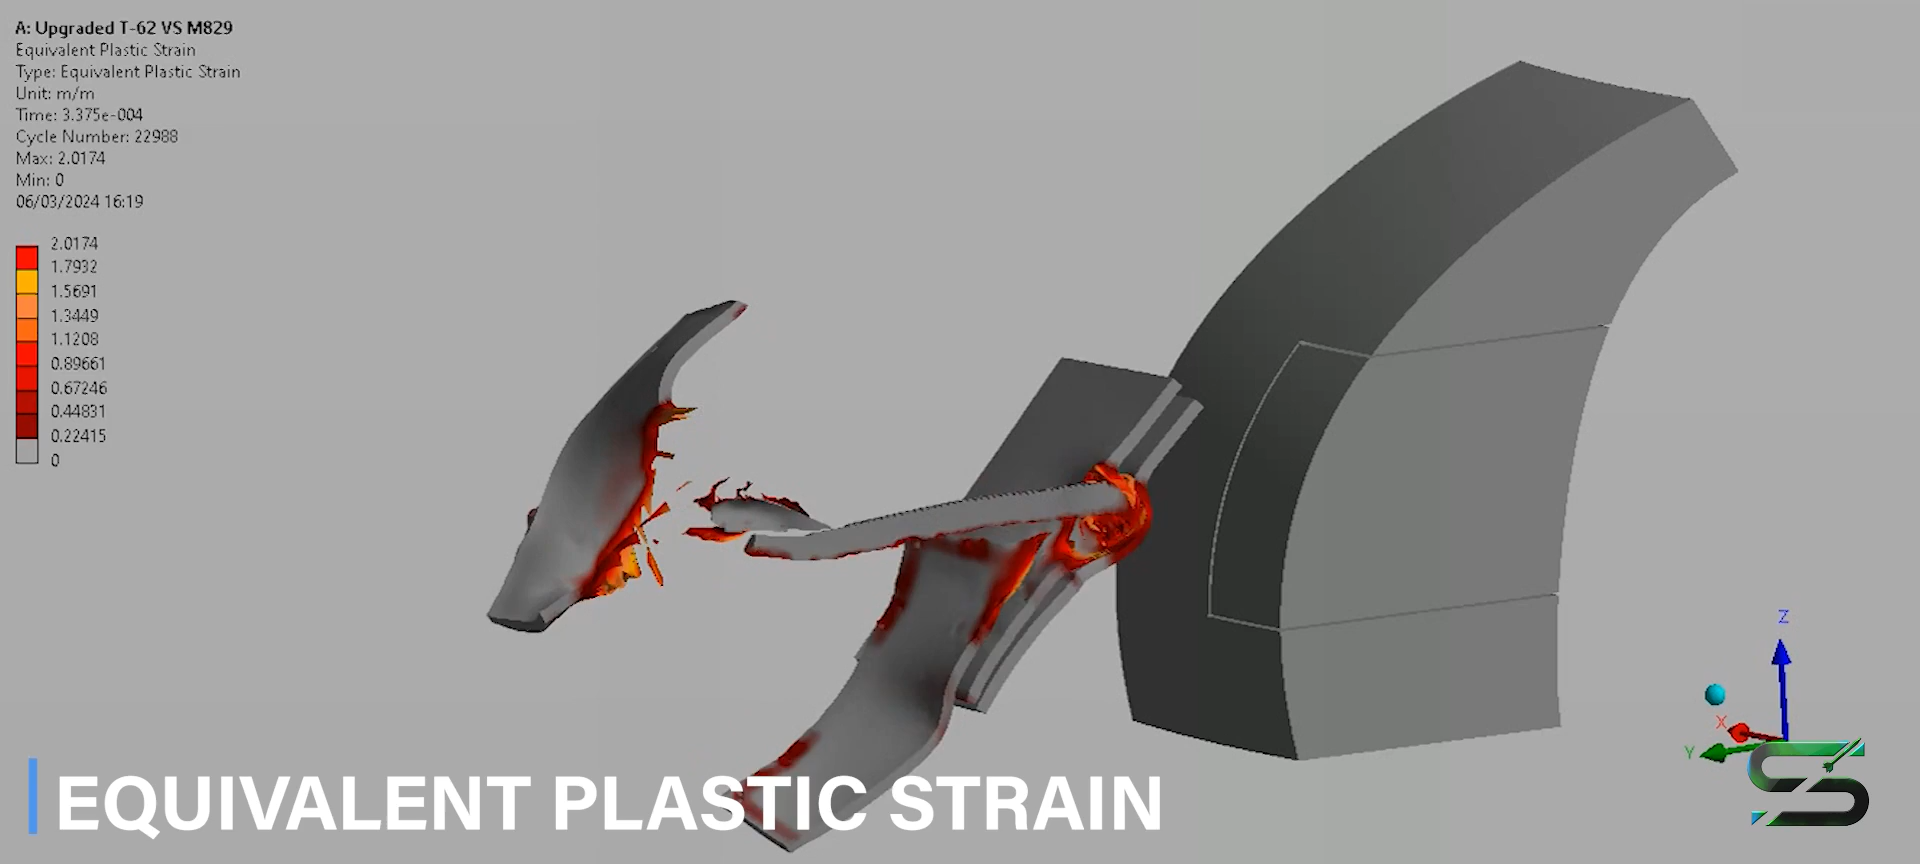 A: Upgraded T-62 VS M829
Equivalent Plastic Strain
Type: Equivalent Plastic Strain
Unit: m/m
Time: 3.375e-004
Cycle Number: 22988
Max: 2.0174
Min: 0
06/03/2024 16:19
2.0174
1.7932
1.5691
1.3449
1.1208
0.89661
0.67246
0.44831
0.22415
0
Z
X
Y
EQUIVALENT PLASTIC STRAIN